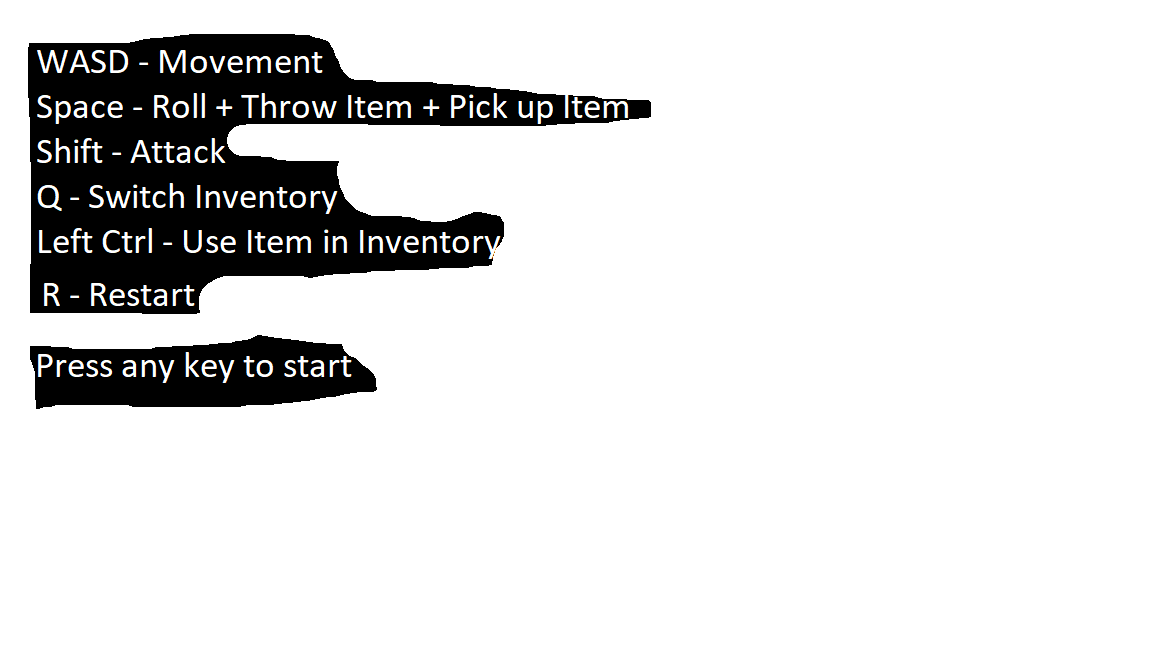 WASD - Movement
Space - Roll + Throw Item + Pick up Item
Shift - Attack
Q - Switch Inventory
Left Ctrl - Use Item in Inventory
R - Restart
Press any key to start